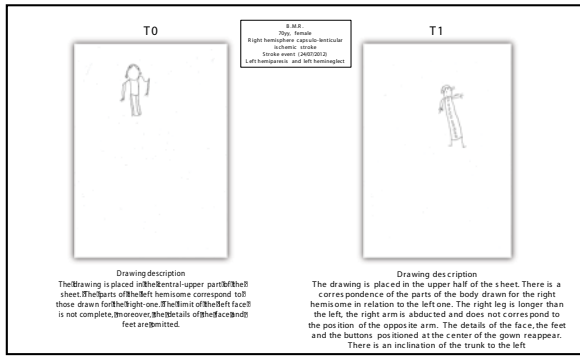 T0
B.M.R.
70yy, female
Right hemisphere capsulo-lenticular
ischemic stroke
Stroke event (24/07/2012)
Left hemiparesis and left hemineglect
T1
Drawing description
The drawing is placed in the central-upper part of the
sheet. The parts of the left hemisome correspond to
those drawn for the right-one. The limit of the left face
is not complete, moreover, the details of the face and
feet are omitted.
Drawing description
The drawing is placed in the upper half of the sheet. There is a
correspondence of the parts of the body drawn for the right
hemisome in relation to the left one. The right leg is longer than
the left, the right arm is abducted and does not correspond to
the position of the opposite arm. The details of the face, the feet
and the buttons positioned at the center of the gown reappear.
There is an inclination of the trunk to the left